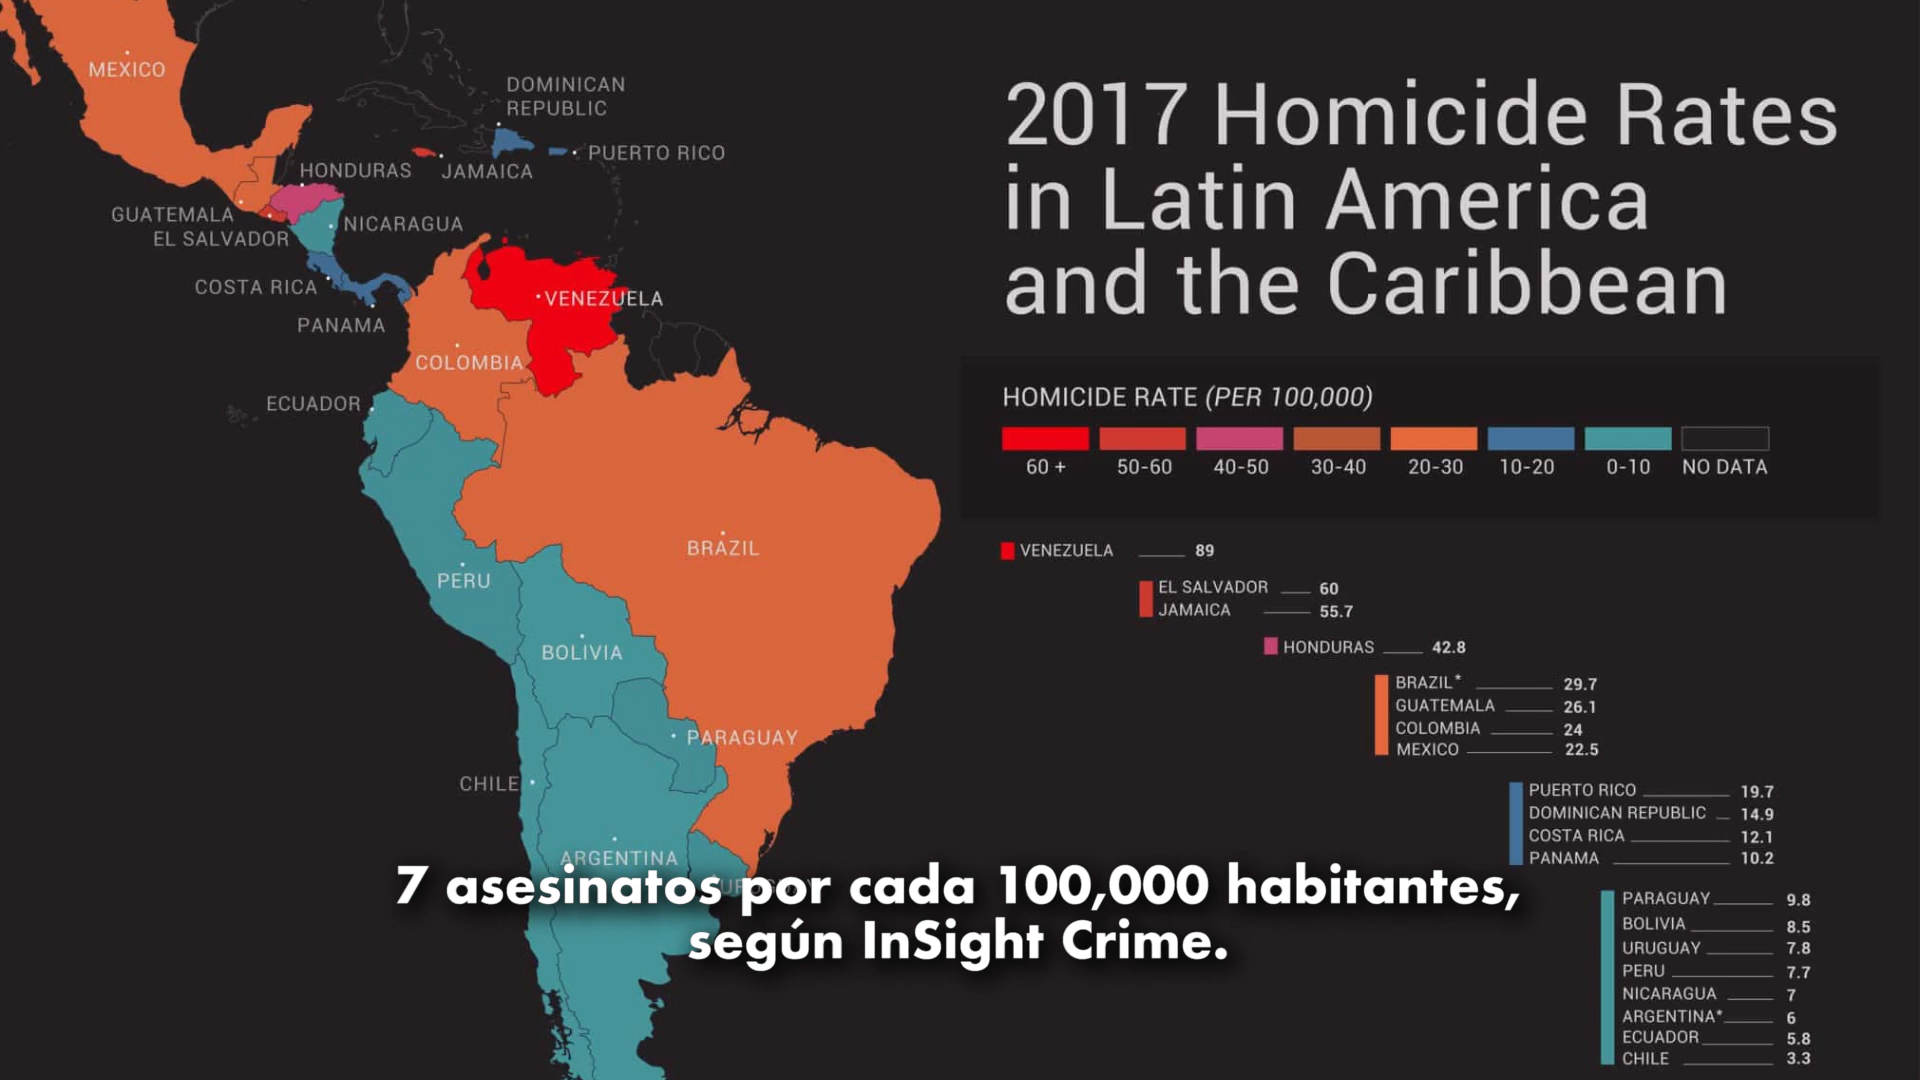 MEXICO
DOMINICAN
REPUBLIC
PUERTO RICO
HONDURAS
JAMAICA
GUATEMALA
NICARAGUA
EL SALVADOR
COSTA RICA
PANAMA
VENEZUELA
COLOMBIA
ECUADOR
BRAZIL
PERU
BOLIVIA
PARAGUAY
CHILE
ARGENTINA
2017 Homicide Rates
in Latin America
and the Caribbean
HOMICIDE RATE (PER 100,000)
60 + 50-60 40-50 30-40 20-30 10-20 0-10 NO DATA
VENEZUELA 89
EL SALVADOR 60
JAMAICA 55.7
HONDURAS 42.8
BRAZIL* 29.7
GUATEMALA 26.1
COLOMBIA 24
MEXICO 22.5
PUERTO RICO 19.7
DOMINICAN REPUBLIC 14.9
COSTA RICA 12.1
PANAMA 10.2
PARAGUAY 9.8
BOLIVIA 8.5
URUGUAY 7.8
PERU 7.7
NICARAGUA 7
ARGENTINA* 6
ECUADOR 5.8
CHILE 3.3
7 asesinatos por cada 100,000 habitantes,
según InSight Crime.